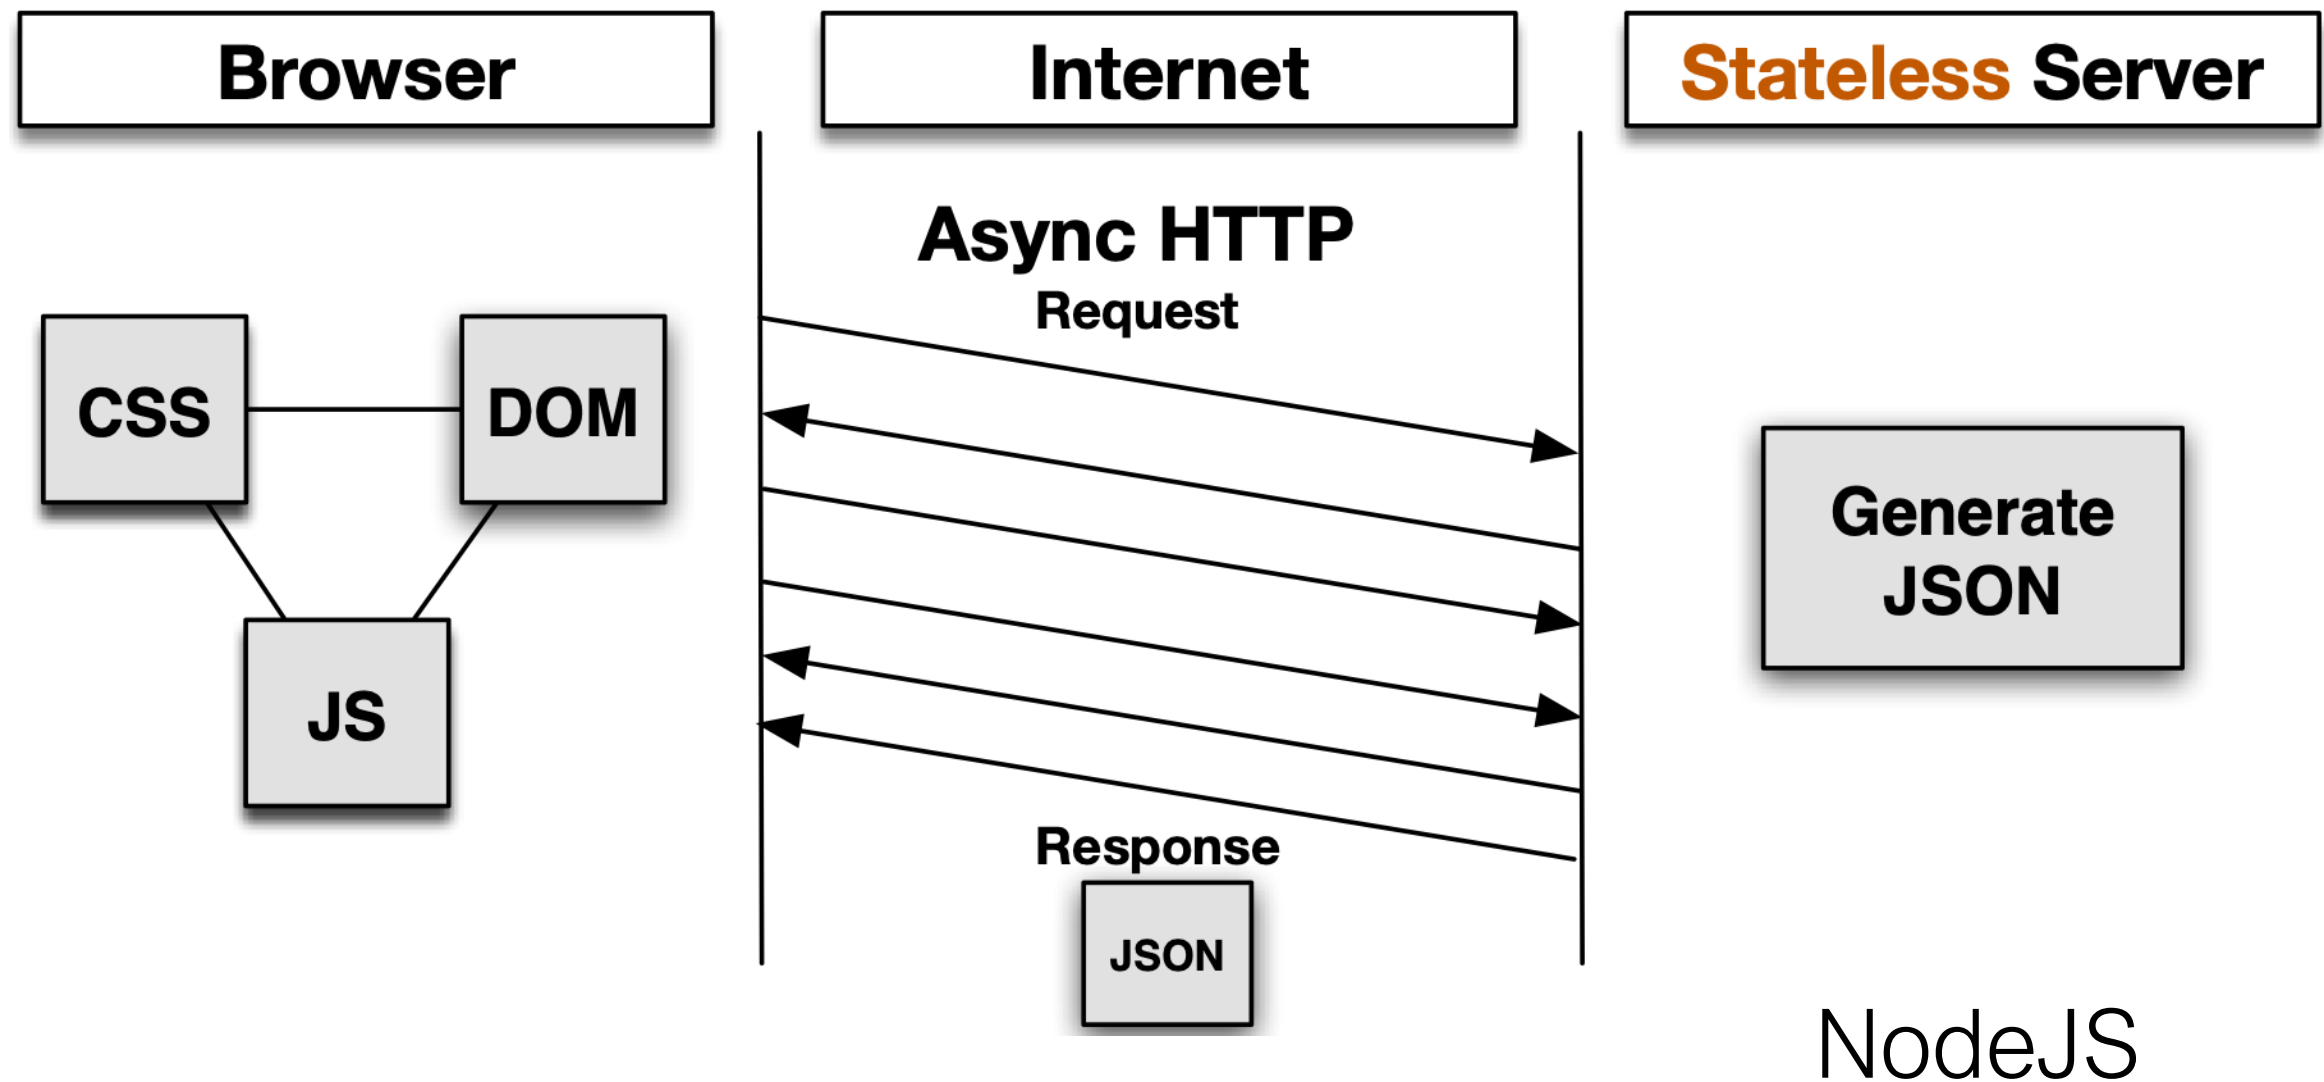 Browser
Internet
Stateless Server
Async HTTP
Request
CSS
DOM
JS
Generate
JSON
Response
JSON
NodeJS